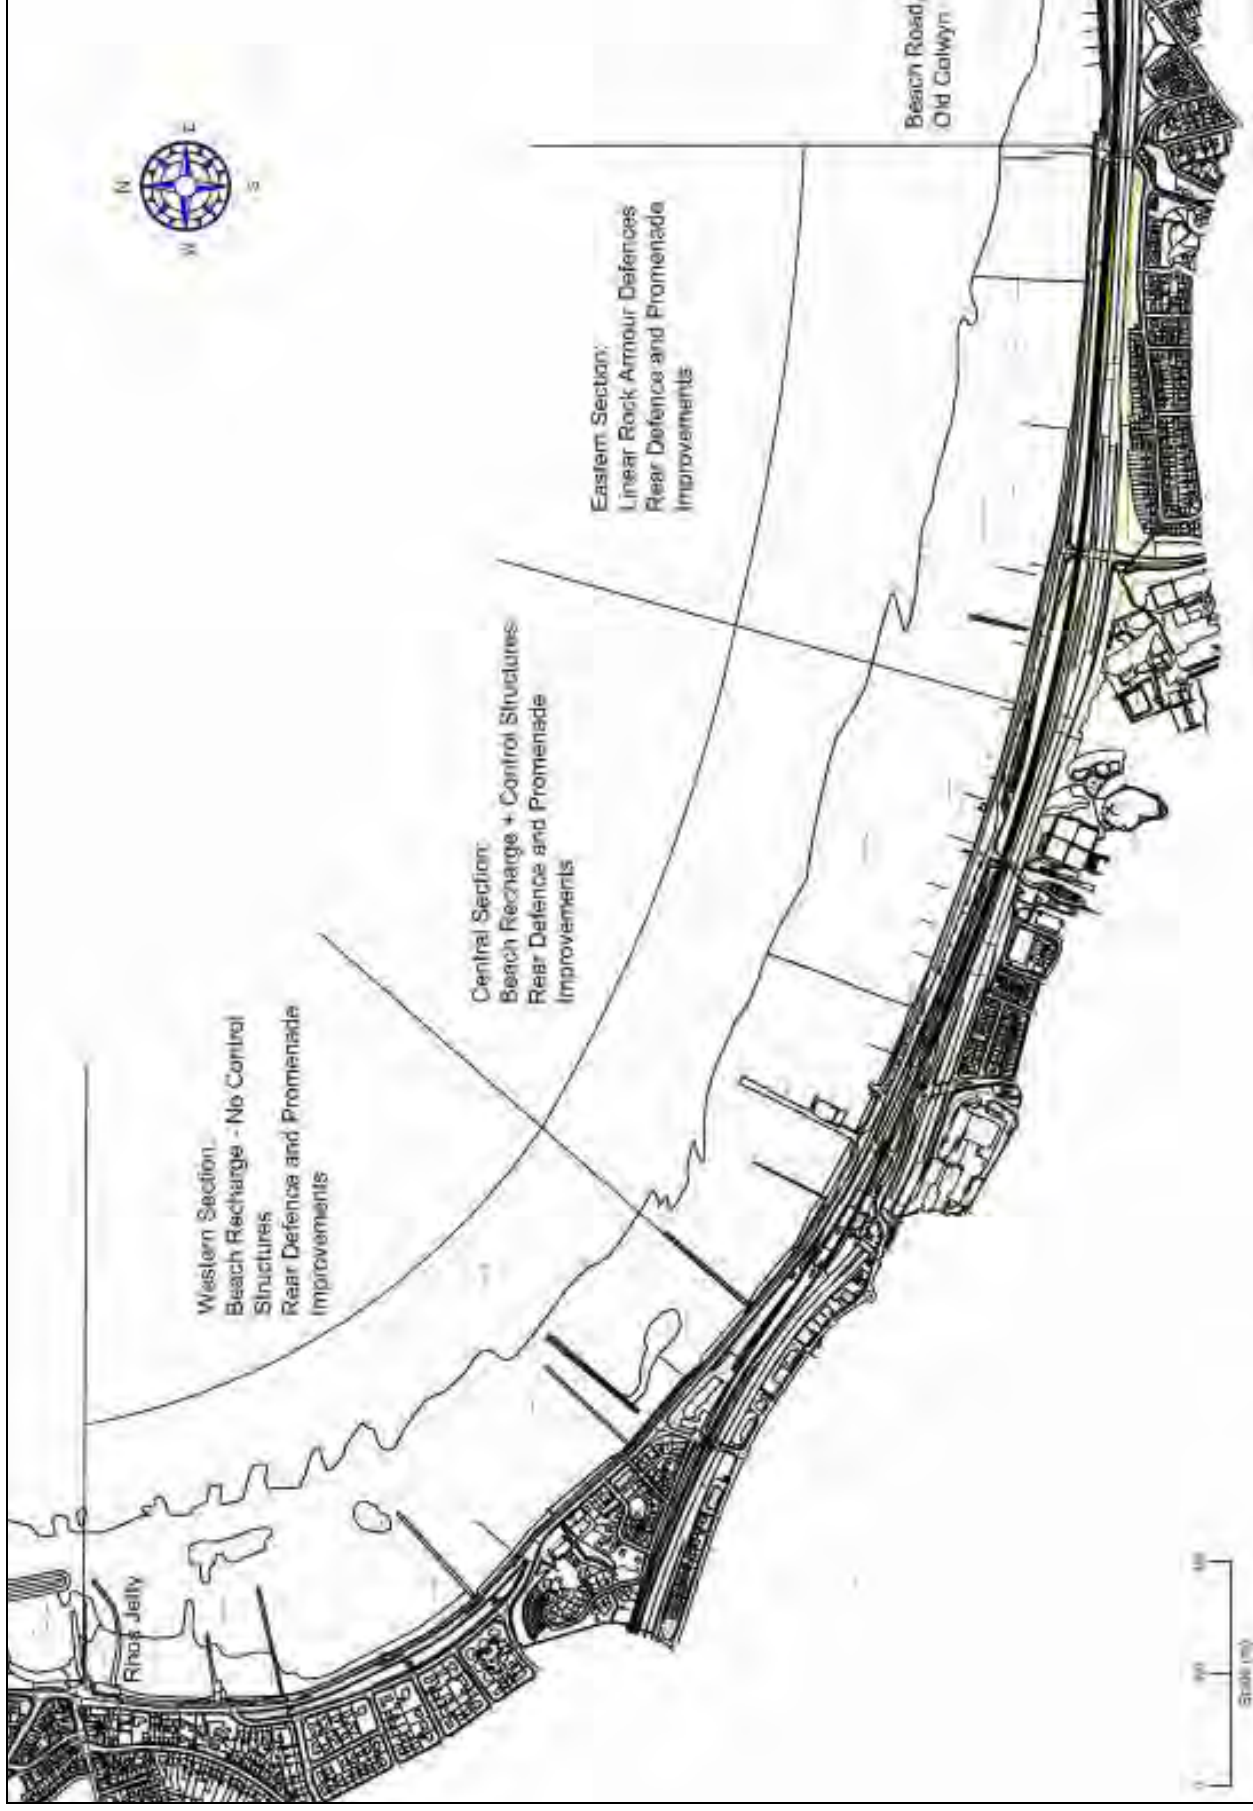 N
W
E
S
Beach Road,
Old Colwyn
Eastern Section:
Linear Rock Armour Defences
Rear Defence and Promenade
Improvements
Central Section:
Beach Recharge + Control Structures
Rear Defence and Promenade
Improvements
Western Section:
Beach Recharge - No Control
Structures
Rear Defence and Promenade
Improvements
Rhos Jetty
0
Scale (m)